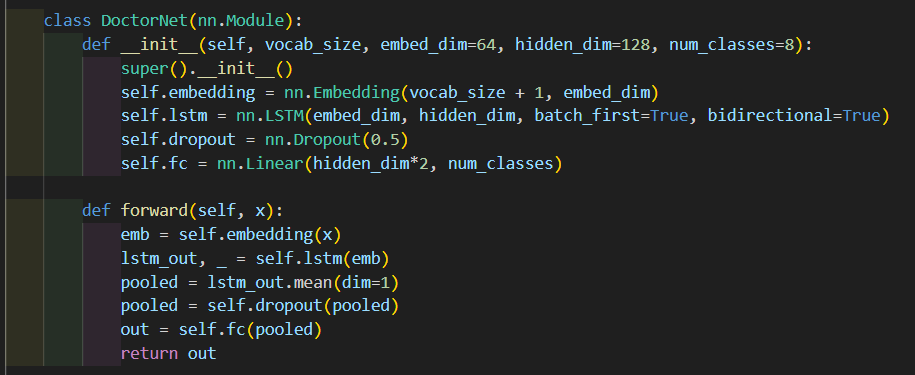 class DoctorNet(nn.Module):
    def __init__(self, vocab_size, embed_dim=64, hidden_dim=128, num_classes=8):
        super().__init__()
        self.embedding = nn.Embedding(vocab_size + 1, embed_dim)
        self.lstm = nn.LSTM(embed_dim, hidden_dim, batch_first=True, bidirectional=True)
        self.dropout = nn.Dropout(0.5)
        self.fc = nn.Linear(hidden_dim*2, num_classes)

    def forward(self, x):
        emb = self.embedding(x)
        lstm_out, _ = self.lstm(emb)
        pooled = lstm_out.mean(dim=1)
        pooled = self.dropout(pooled)
        out = self.fc(pooled)
        return out